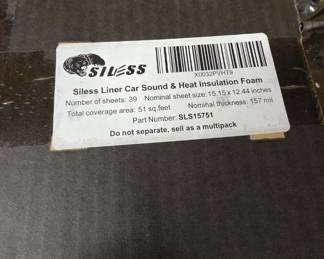 SILESS
X0032PVHT9
Siless Liner Car Sound & Heat Insulation Foam
Number of sheets: 39 Nominal sheet size: 15.15 x 12.44 inches
Total coverage area: 51 sq.feet Nominal thickness: 157 mil
Part Number: SLS15751
Do not separate, sell as a multipack